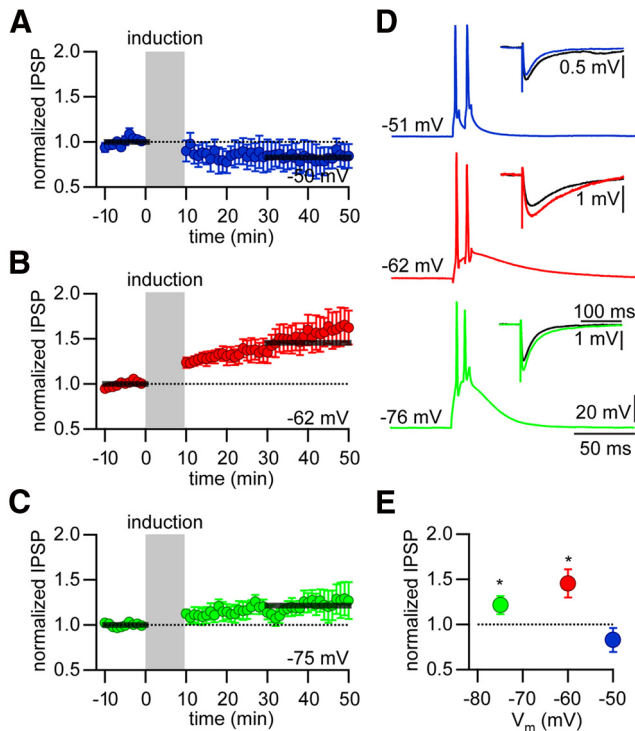 A
induction
normalized IPSP
2.0
1.5
1.0
0.5
-50 mV
-10 0 10 20 30 40 50
time (min)
B
induction
normalized IPSP
2.0
1.5
1.0
0.5
-62 mV
-10 0 10 20 30 40 50
time (min)
C
induction
normalized IPSP
2.0
1.5
1.0
0.5
-75 mV
-10 0 10 20 30 40 50
time (min)
D
0.5 mV
-51 mV
1 mV
-62 mV
100 ms
1 mV
-76 mV
20 mV
50 ms
E
normalized IPSP
2.0
1.5
1.0
0.5
* *
-80 -70 -60 -50
Vm (mV)